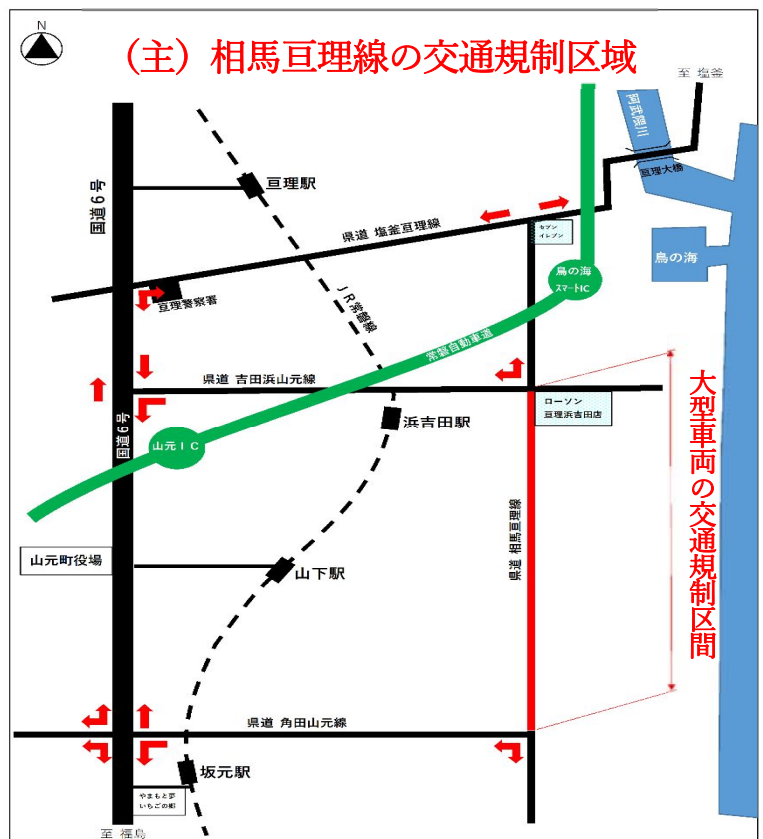 N
（主）相馬亘理線の交通規制区域
至 塩釜
阿武隈川
亘理大橋
国道６号
亘理駅
県道 塩釜亘理線
セブン
イレブン
鳥の海
鳥の海
スマートIC
亘理警察署
ＪＲ常磐線
常磐自動車道
県道 吉田浜山元線
ローソン
亘理浜吉田店
浜吉田駅
国道６号
山元ＩＣ
大型車両の交通規制区間
県道 相馬亘理線
山元町役場
山下駅
県道 角田山元線
坂元駅
やまもと夢
いちごの郷
至 福島